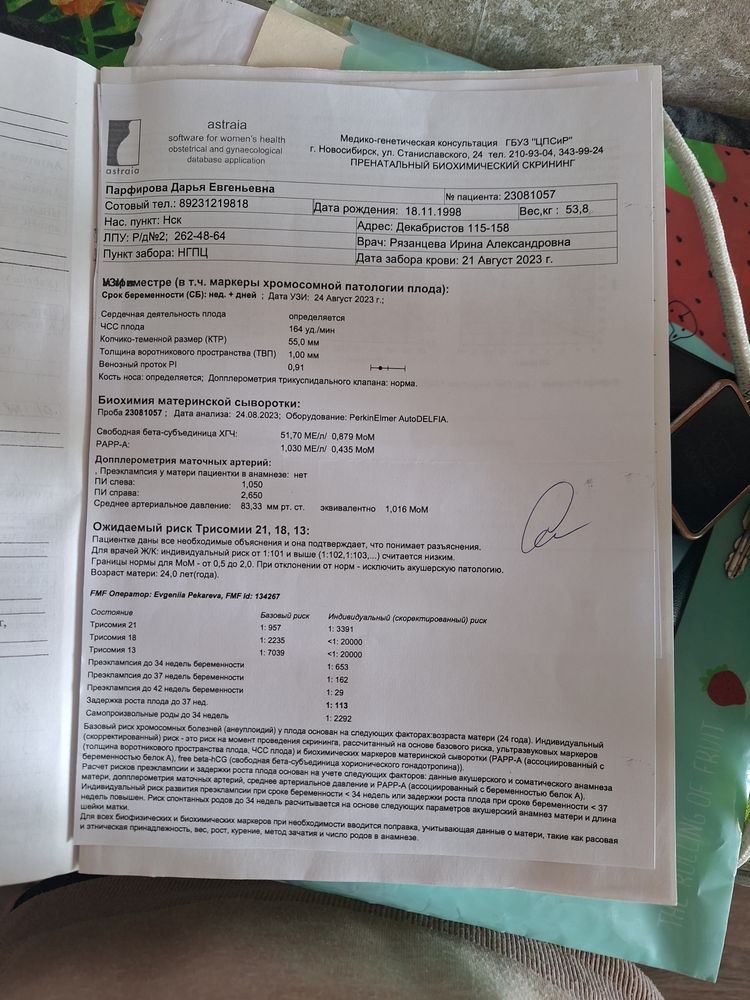 astraia
astraia
software for women's health
obstetrical and gynaecological
database application
Медико-генетическая консультация ГБУЗ "ЦПСиР"
г. Новосибирск, ул. Станиславского, 24 тел. 210-93-04, 343-99-24
ПРЕНАТАЛЬНЫЙ БИОХИМИЧЕСКИЙ СКРИНИНГ
Парфирова Дарья Евгеньевна
№ пациента: 23081057
Сотовый тел.: 89231219818
Дата рождения: 18.11.1998
Вес,кг : 53,8
Нас. пункт: Нск
Адрес: Декабристов 115-158
ЛПУ: Р/д№2; 262-48-64
Врач: Рязанцева Ирина Александровна
Пункт забора: НГПЦ
Дата забора крови: 21 Август 2023 г.
триместре (в т.ч. маркеры хромосомной патологии плода):
Срок беременности (СБ): нед. + дней ; Дата УЗИ: 24 Август 2023 г.;
Сердечная деятельность плода определяется
ЧСС плода 164 уд./мин
Копчико-теменной размер (КТР) 55,0 мм
Толщина воротникового пространства (ТВП) 1,00 мм
Венозный проток PI 0,91
Кость носа: определяется; Допплерометрия трикуспидального клапана: норма.
Биохимия материнской сыворотки:
Проба 23081057 ; Дата анализа: 24.08.2023; Оборудование: PerkinElmer AutoDELFIA.
Свободная бета-субъединица ХГЧ: 51,70 МЕ/л/ 0,879 МоМ
PAPP-A: 1,030 МЕ/л/ 0,435 МоМ
Допплерометрия маточных артерий:
, Преэклампсия у матери пациентки в анамнезе: нет
ПИ слева: 1,050
ПИ справа: 2,650
Среднее артериальное давление: 83,33 мм рт. ст. эквивалентно 1,016 МоМ
Ожидаемый риск Трисомии 21, 18, 13:
Пациентке даны все необходимые объяснения и она подтверждает, что понимает разъяснения.
Для врачей Ж/К: индивидуальный риск от 1:101 и выше (1:102,1:103,...) считается низким.
Границы нормы для МоМ - от 0,5 до 2,0. При отклонении от норм - исключить акушерскую патологию.
Возраст матери: 24,0 лет(года).
FMF Оператор: Evgeniia Pekareva, FMF Id: 134267
Состояние Базовый риск Индивидуальный (скоректированый) риск
Трисомия 21 1: 957 1: 3391
Трисомия 18 1: 2235 <1: 20000
Трисомия 13 1: 7039 <1: 20000
Преэклампсия до 34 недель беременности 1: 653
Преэклампсия до 37 недель беременности 1: 162
Преэклампсия до 42 недель беременности 1: 29
Задержка роста плода до 37 нед. 1: 113
Самопроизвольные роды до 34 недель 1: 2292
Базовый риск хромосомных болезней (анеуплоидий) у плода основан на следующих факторах:возраста матери (24 года). Индивидуальный
(скорректированный) риск - это риск на момент проведения скрининга, рассчитанный на основе базового риска, ультразвуковых маркеров
(толщина воротникового пространства плода, ЧСС плода) и биохимических маркеров материнской сыворотки (PAPP-A (ассоциированный с
беременностью белок A), free beta-hCG (свободная бета-субъединица хорионического гонадотропина)).
Расчет рисков преэклампсии и задержки роста плода основан на учете следующих факторов: данные акушерского и соматического анамнеза
матери, допплерометрия маточных артерий, среднее артериальное давление и PAPP-A (ассоциированный с беременностью белок A).
Индивидуальный риск развития преэклампсии при сроке беременности < 34 недель или задержки роста плода при сроке беременности < 37
недель повышен. Риск спонтанных родов до 34 недель расчитывается на основе следующих параметров акушерский анамнез матери и длина
шейки матки.
Для всех биофизических и биохимических маркеров при необходимости вводится поправка, учитывающая данные о матери, такие как расовая
и этническая принадлежность, вес, рост, курение, метод зачатия и число родов в анамнезе.
THE ROLLING OF FRUIT